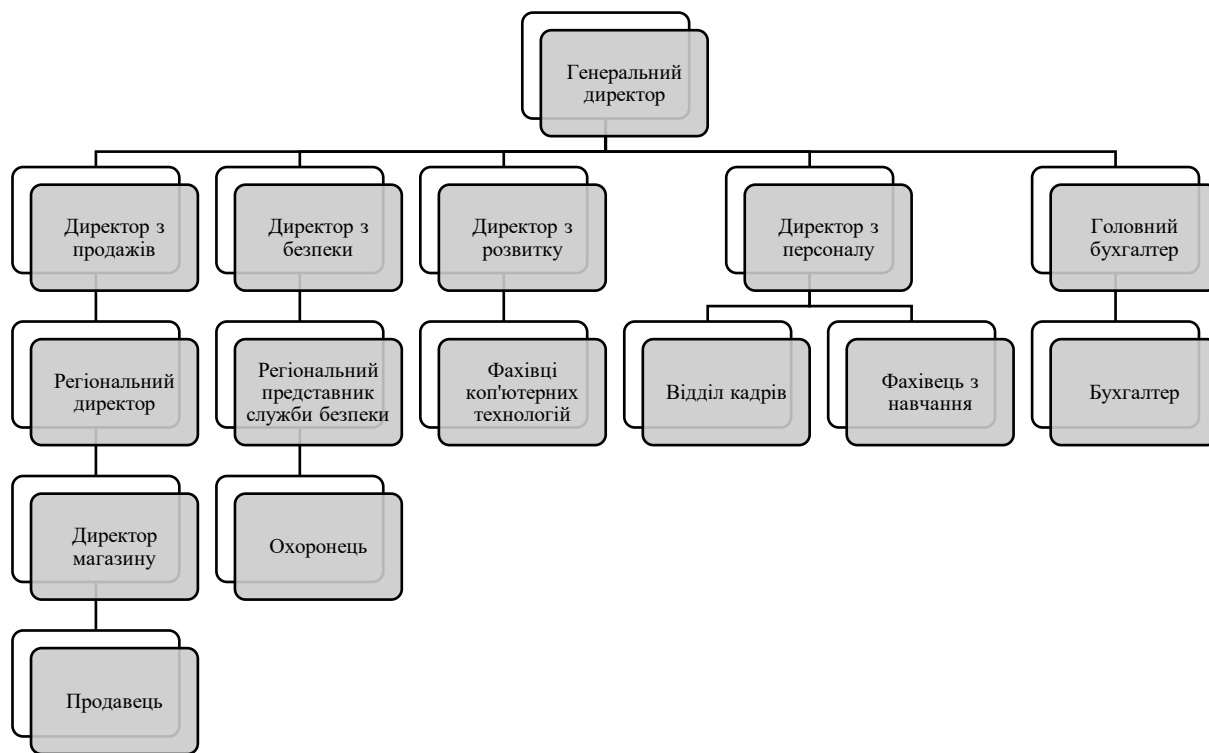 Генеральний
директор
Директор з
продажів
Директор з
безпеки
Директор з
розвитку
Директор з
персоналу
Головний
бухгалтер
Регіональний
директор
Регіональний
представник
служби безпеки
Фахівці
коп'ютерних
технологій
Відділ кадрів
Фахівець з
навчання
Бухгалтер
Директор
магазину
Охоронець
Продавець